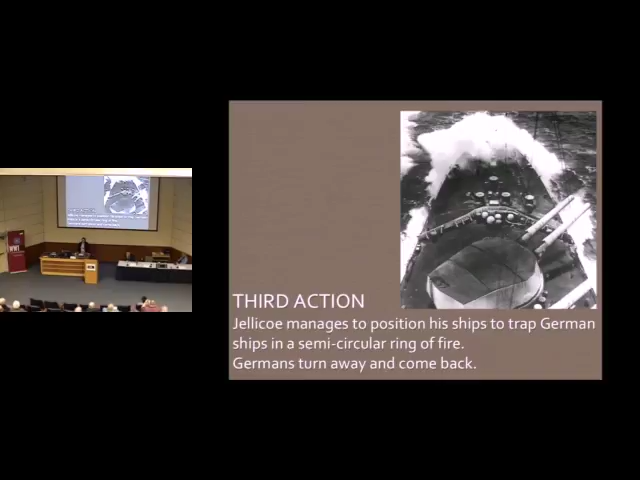 THIRD ACTION
Jellicoe manages to position his ships to trap German
ships in a semi-circular ring of fire.
Germans turn away and come back.